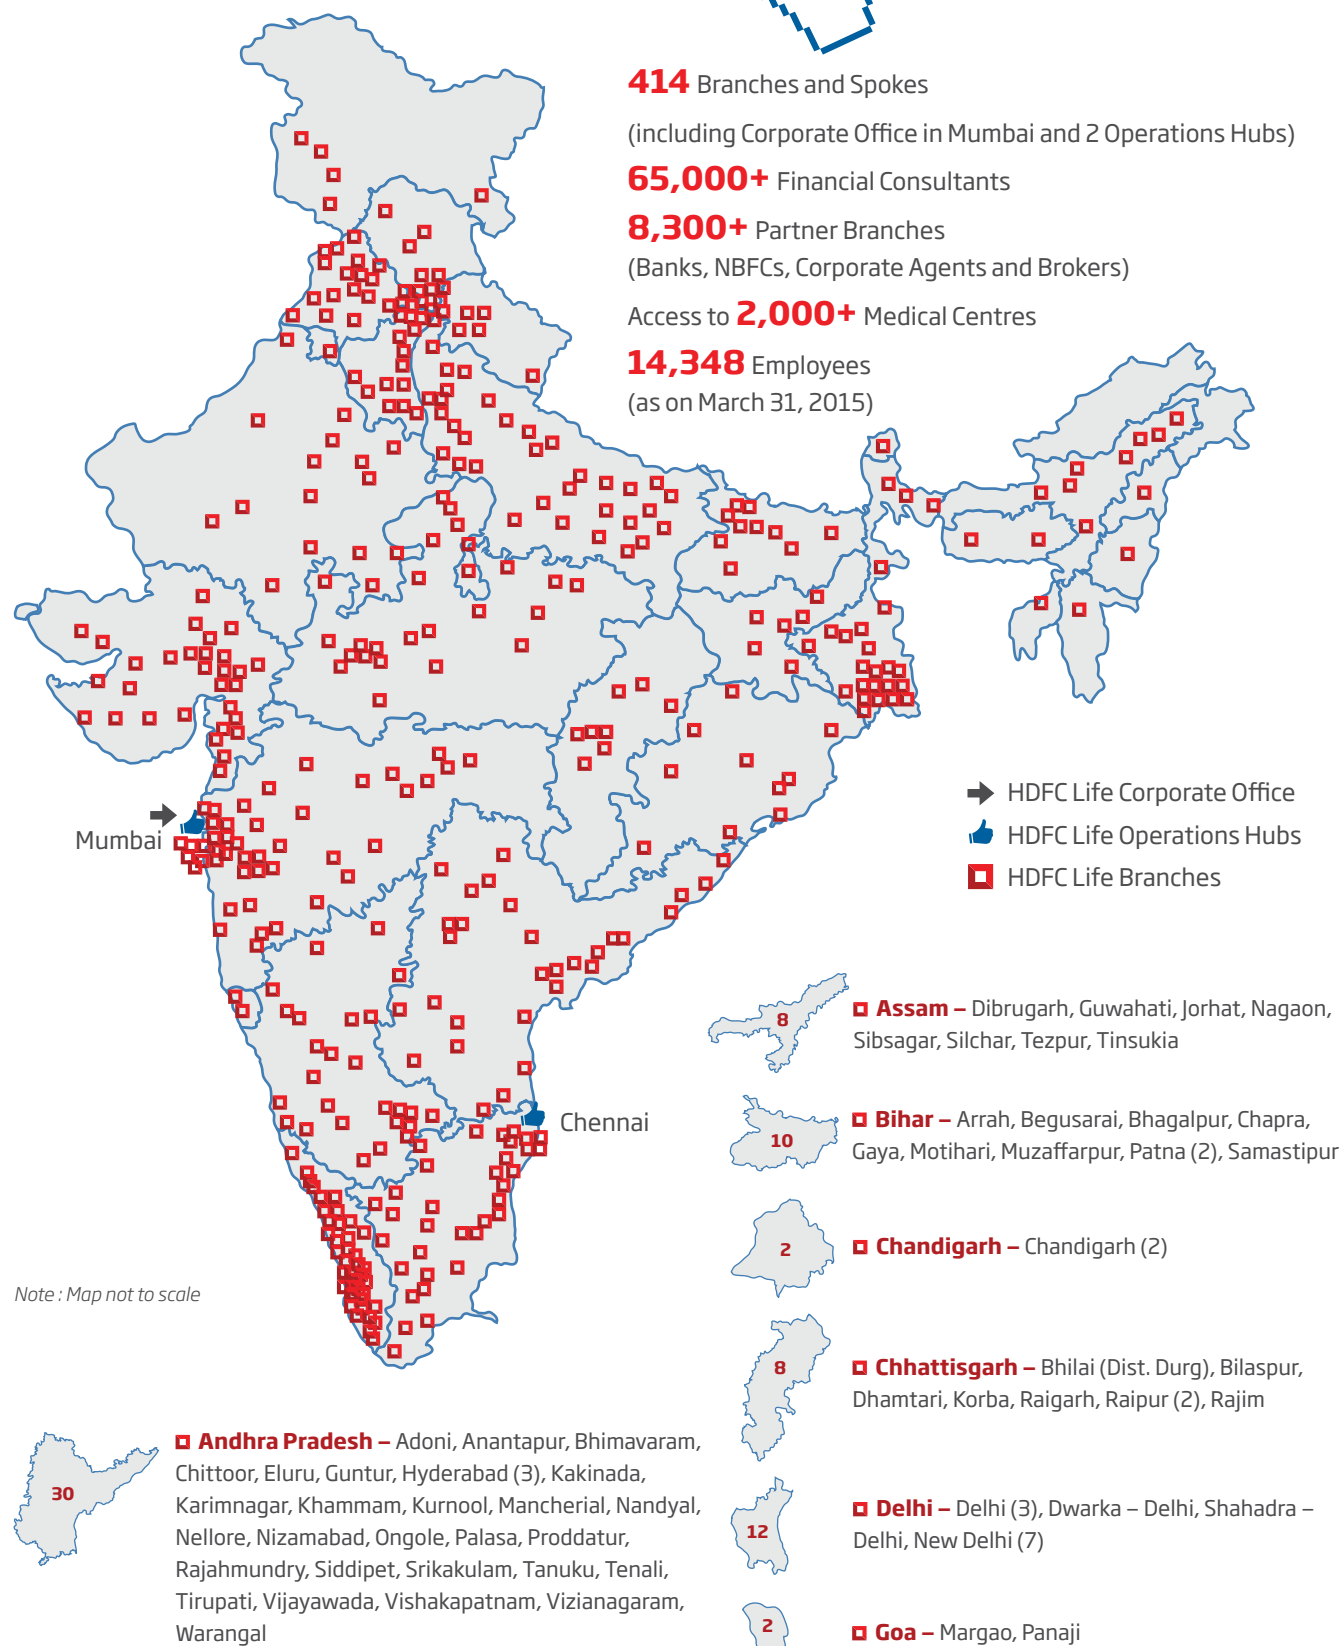 414 Branches and Spokes
(including Corporate Office in Mumbai and 2 Operations Hubs)
65,000+ Financial Consultants
8,300+ Partner Branches
(Banks, NBFCs, Corporate Agents and Brokers)
Access to 2,000+ Medical Centres
14,348 Employees
(as on March 31, 2015)
HDFC Life Corporate Office
HDFC Life Operations Hubs
HDFC Life Branches
Mumbai
Chennai
Note : Map not to scale
30
Andhra Pradesh – Adoni, Anantapur, Bhimavaram,
Chittoor, Eluru, Guntur, Hyderabad (3), Kakinada,
Karimnagar, Khammam, Kurnool, Mancherial, Nandyal,
Nellore, Nizamabad, Ongole, Palasa, Proddatur,
Rajahmundry, Siddipet, Srikakulam, Tanuku, Tenali,
Tirupati, Vijayawada, Vishakapatnam, Vizianagaram,
Warangal
8
Assam – Dibrugarh, Guwahati, Jorhat, Nagaon,
Sibsagar, Silchar, Tezpur, Tinsukia
10
Bihar – Arrah, Begusarai, Bhagalpur, Chapra,
Gaya, Motihari, Muzaffarpur, Patna (2), Samastipur
2
Chandigarh – Chandigarh (2)
8
Chhattisgarh – Bhilai (Dist. Durg), Bilaspur,
Dhamtari, Korba, Raigarh, Raipur (2), Rajim
12
Delhi – Delhi (3), Dwarka – Delhi, Shahadra –
Delhi, New Delhi (7)
2
Goa – Margao, Panaji